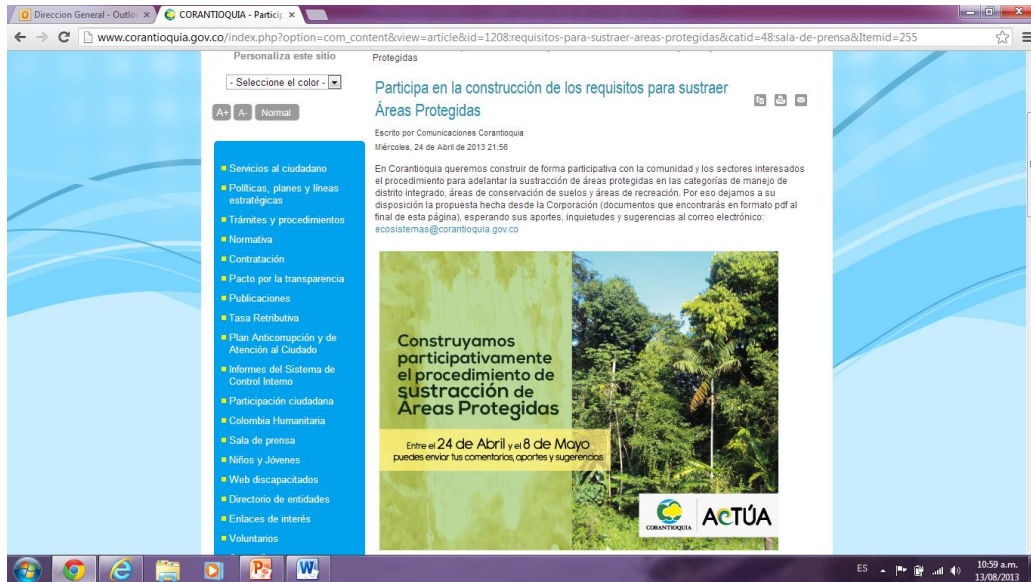 Direccion General - Outlo
CORANTIOQUIA - Particip
www.corantioquia.gov.co/index.php?option=com_content&view=article&id=1208:requisitos-para-sustraer-areas-protegidas&catid=48:sala-de-prensa&Itemid=255
Personaliza este sitio
- Seleccione el color -
A+ A- Normal
Servicios al ciudadano
Políticas, planes y líneas
estratégicas
Trámites y procedimientos
Normativa
Contratación
Pacto por la transparencia
Publicaciones
Tasa Retributiva
Plan Anticorrupción y de
Atención al Ciudado
Informes del Sistema de
Control Interno
Participación ciudadana
Colombia Humanitaria
Sala de prensa
Niños y Jóvenes
Web discapacitados
Directorio de entidades
Enlaces de interés
Voluntarios
Protegidas
Participa en la construcción de los requisitos para sustraer
Áreas Protegidas
Escrito por Comunicaciones Corantioquia
Miércoles, 24 de Abril de 2013 21:56
En Corantioquia queremos construir de forma participativa con la comunidad y los sectores interesados
el procedimiento para adelantar la sustracción de áreas protegidas en las categorías de manejo de
distrito integrado, áreas de conservación de suelos y áreas de recreación. Por eso dejamos a su
disposición la propuesta hecha desde la Corporación (documentos que encontrarás en formato pdf al
final de esta página), esperando sus aportes, inquietudes y sugerencias al correo electrónico:
ecosistemas@corantioquia.gov.co
Construyamos
participativamente
el procedimiento de
sustracción de
Áreas Protegidas
Entre el 24 de Abril y el 8 de Mayo
puedes enviar tus comentarios, aportes y sugerencias
CORANTIOQUIA
ACTÚA
ES
10:59 a.m.
13/08/2013